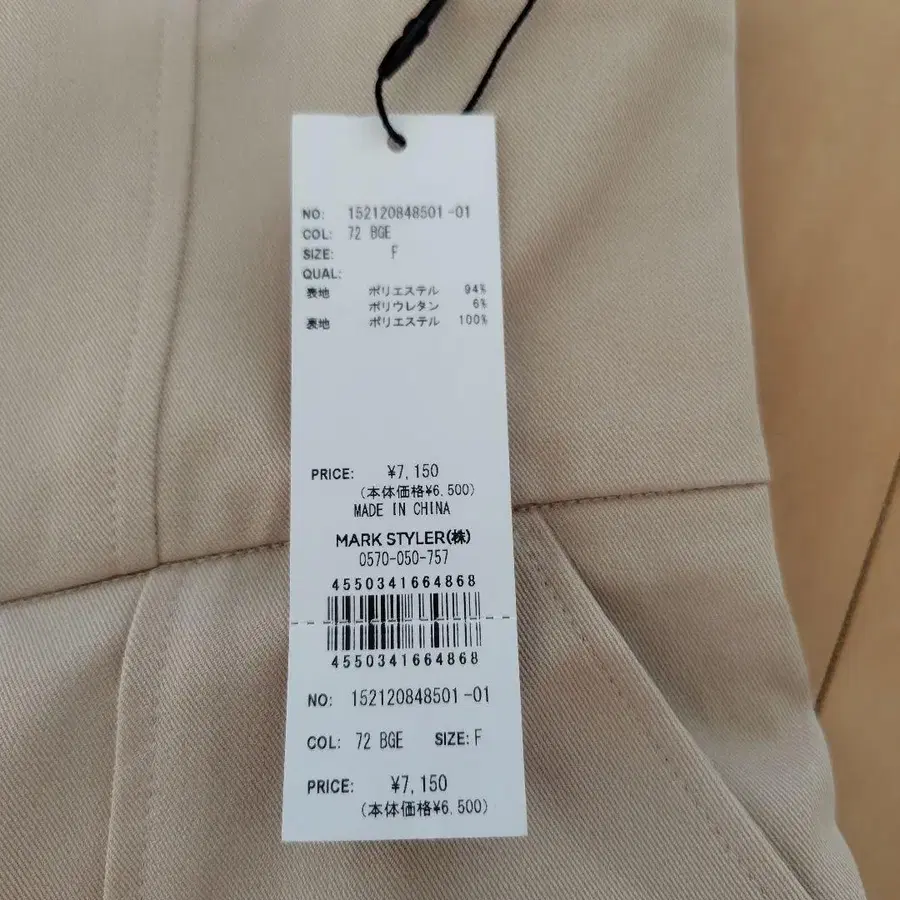 NO: 152120848501-01
COL: 72 BGE
SIZE: F
QUAL:
表地 ポリエステル 94%
ポリウレタン 6%
裏地 ポリエステル 100%
PRICE: ¥7,150
(本体価格¥6,500)
MADE IN CHINA
MARK STYLER(株)
0570-050-757
4550341664868
4550341664868
NO: 152120848501-01
COL: 72 BGE SIZE: F
PRICE: ¥7,150
(本体価格¥6,500)